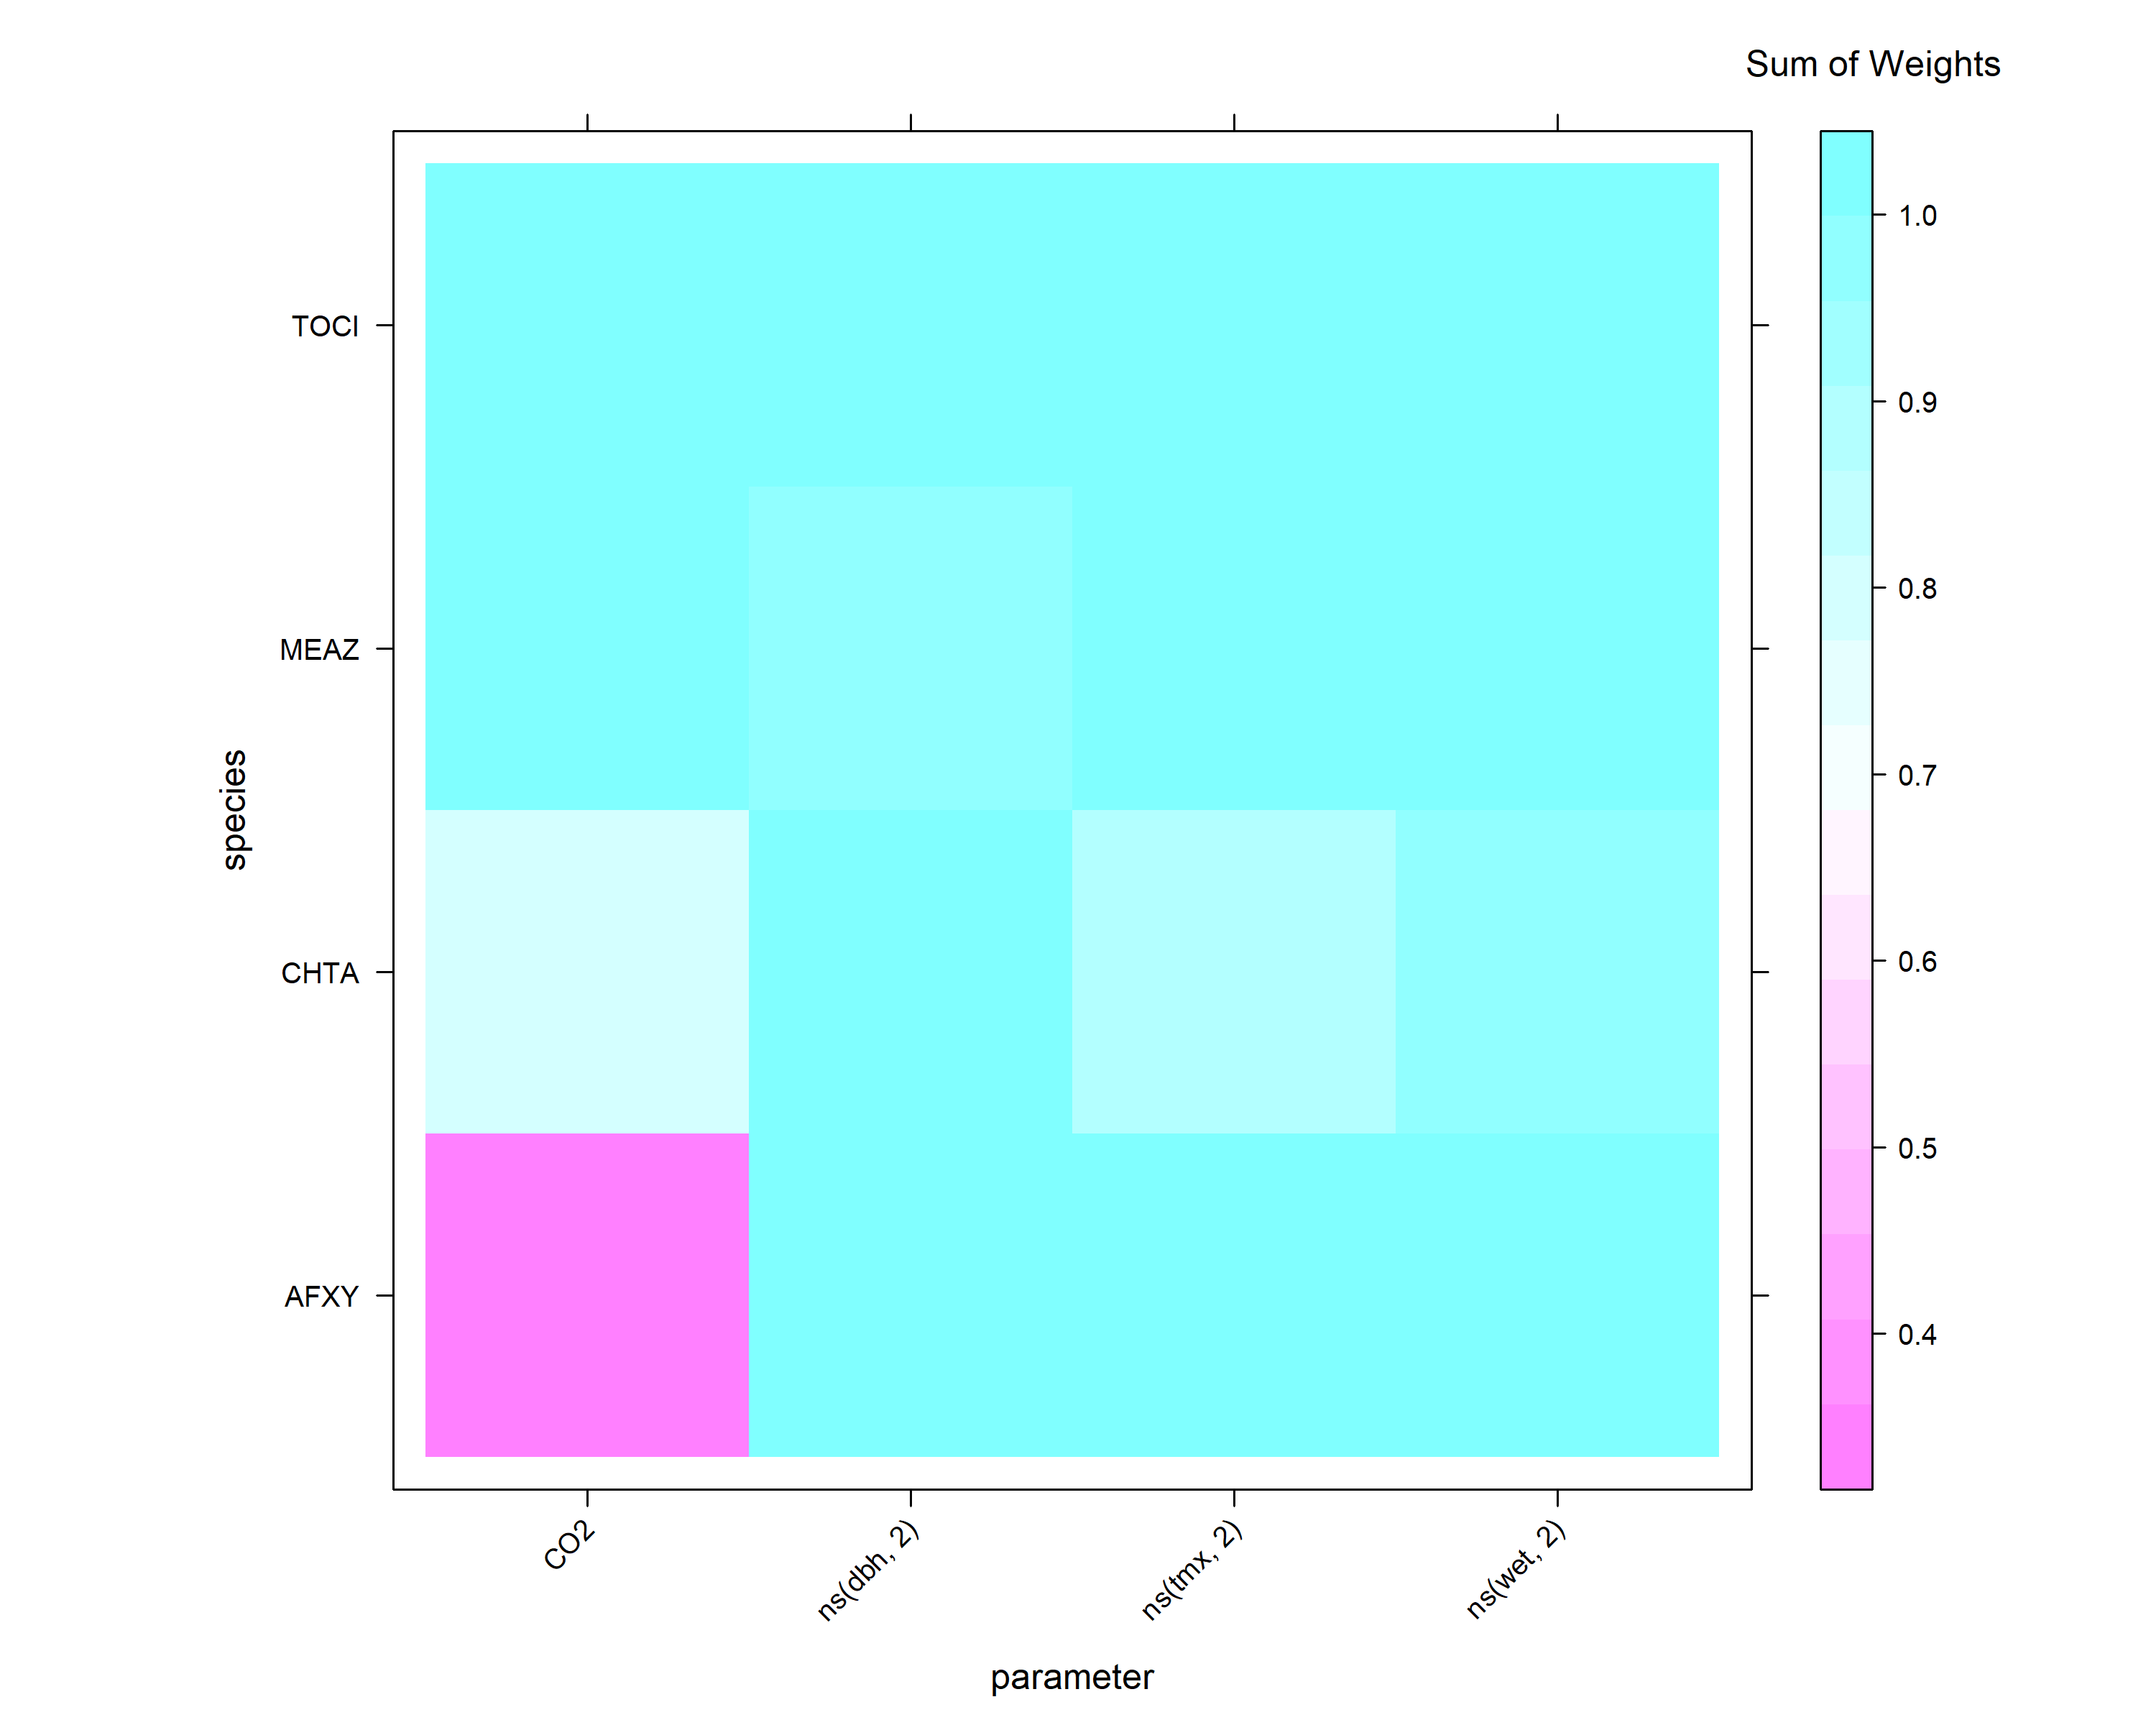 Sum of Weights
1.0
0.9
0.8
0.7
0.6
0.5
0.4
TOCI
MEAZ
CHTA
AFXY
species
CO2
ns(dbh, 2)
ns(tmx, 2)
ns(wet, 2)
parameter